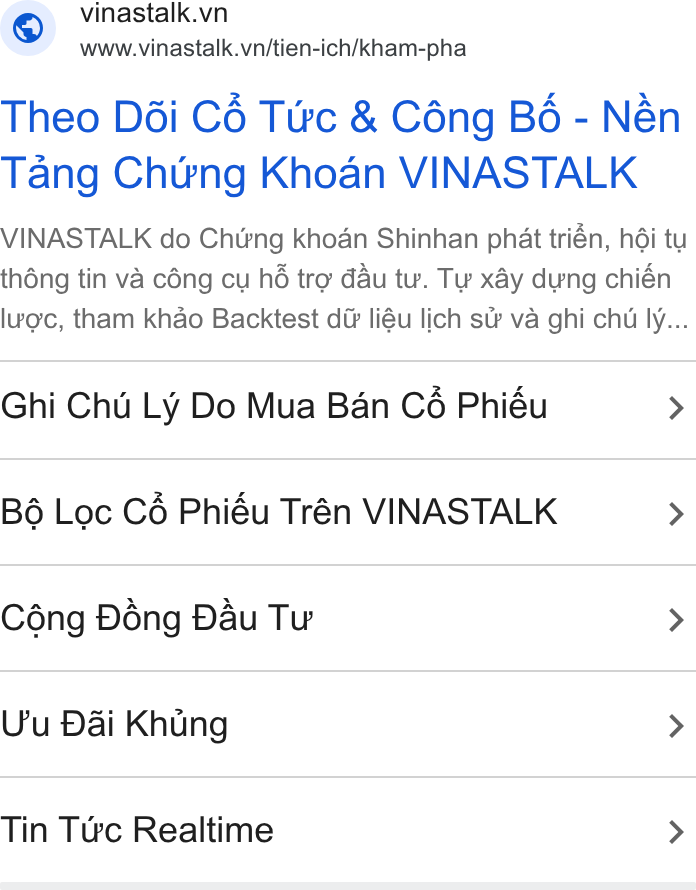 vinastalk.vn
www.vinastalk.vn/tien-ich/kham-pha
Theo Dõi Cổ Tức & Công Bố - Nền
Tảng Chứng Khoán VINASTALK
VINASTALK do Chứng khoán Shinhan phát triển, hội tụ
thông tin và công cụ hỗ trợ đầu tư. Tự xây dựng chiến
lược, tham khảo Backtest dữ liệu lịch sử và ghi chú lý...
Ghi Chú Lý Do Mua Bán Cổ Phiếu
Bộ Lọc Cổ Phiếu Trên VINASTALK
Cộng Đồng Đầu Tư
Ưu Đãi Khủng
Tin Tức Realtime